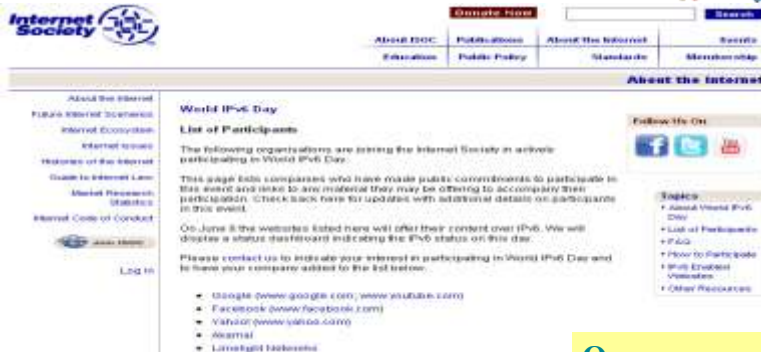 Internet
Society
Donate Now
Search
About ISOC
Publications
About the Internet
Events
Education
Public Policy
Standards
Membership
About the Internet
About the Internet
Future Internet Scenarios
Internet Ecosystem
Internet Issues
Histories of the Internet
Guide to Internet Law
Market Research
Statistics
Internet Code of Conduct
Log In
World IPv6 Day
List of Participants
The following organisations are joining the Internet Society in actively
participating in World IPv6 Day.
This page lists companies who have made public commitments to participate in
this event and links to any material they may be offering to accompany their
participation. Check back here for updates with additional details on participants
in this event.
On June 8 the websites listed here will offer their content over IPv6. We will
display a status dashboard indicating the IPv6 status on this day.
Please contact us to indicate your interest in participating in World IPv6 Day and
to have your company added to the list below.
• Google (www.google.com, www.youtube.com)
• Facebook (www.facebook.com)
• Yahoo! (www.yahoo.com)
• Akamai
• Limelight Networks
Follow Us On
Topics
• About World IPv6
Day
• List of Participants
• FAQ
• How to Participate
• IPv6 Enabled
Websites
• Other Resources